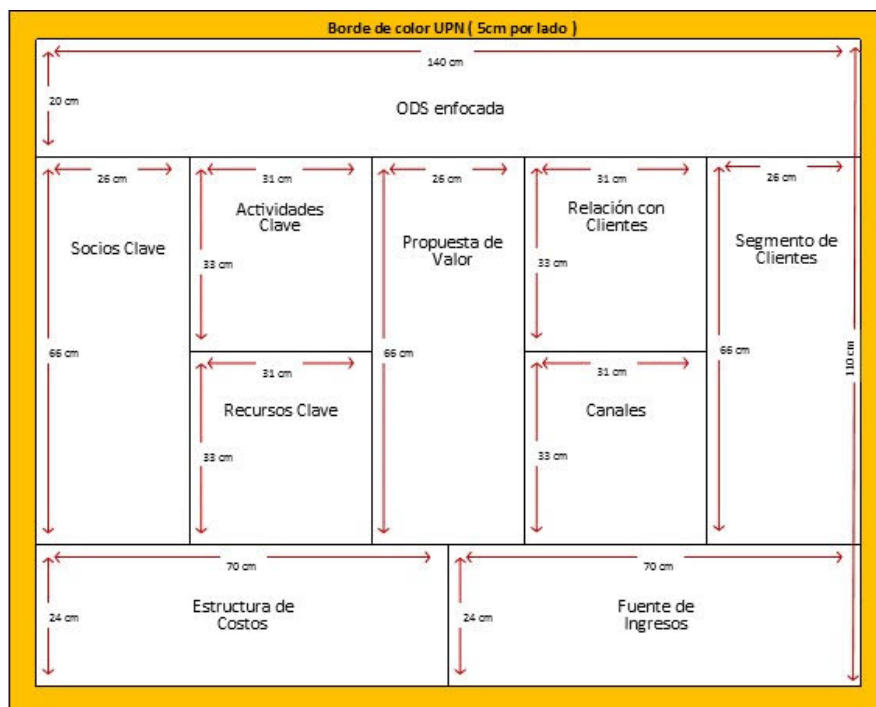 Borde de color UPN ( 5cm por lado )
140 cm
20 cm
ODS enfocada
26 cm
31 cm
26 cm
31 cm
26 cm
Socios Clave
Actividades
Clave
Propuesta de
Valor
Relación con
Clientes
Segmento de
Clientes
33 cm
33 cm
66 cm
66 cm
66 cm
110 cm
31 cm
31 cm
Recursos Clave
Canales
33 cm
33 cm
70 cm
70 cm
24 cm
Estructura de
Costos
24 cm
Fuente de
Ingresos